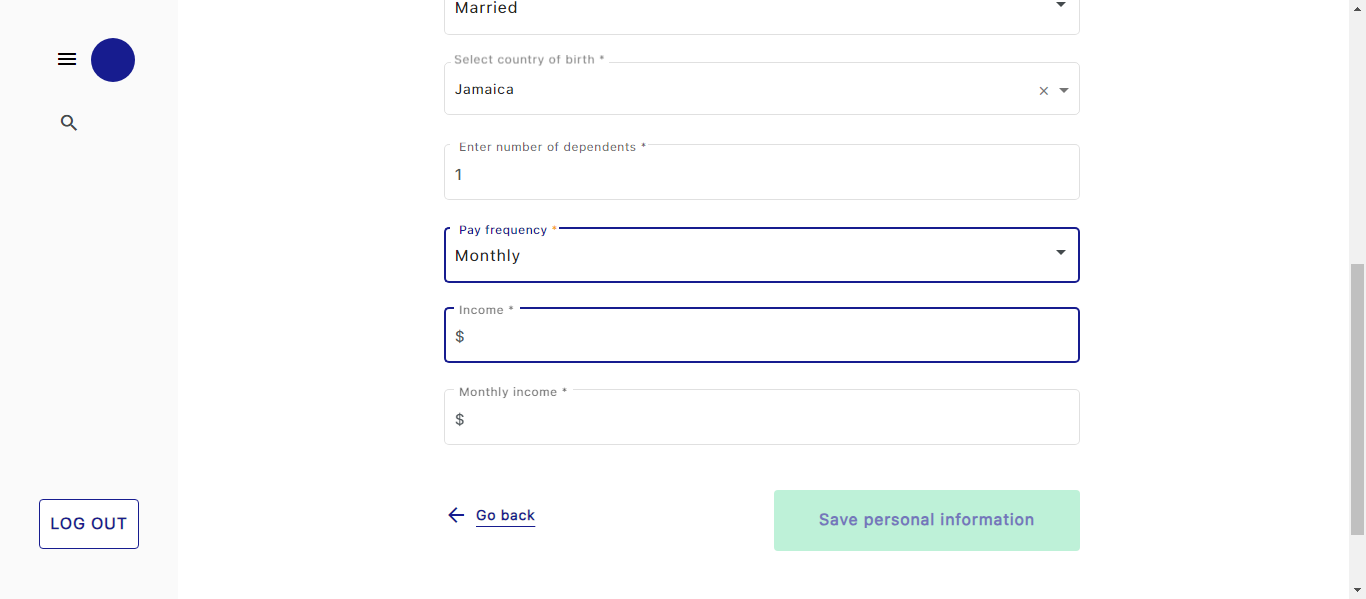 Married
Select country of birth *
Jamaica
Enter number of dependents *
1
Pay frequency *
Monthly
Income *
$
Monthly income *
$
Go back
Save personal information
LOG OUT